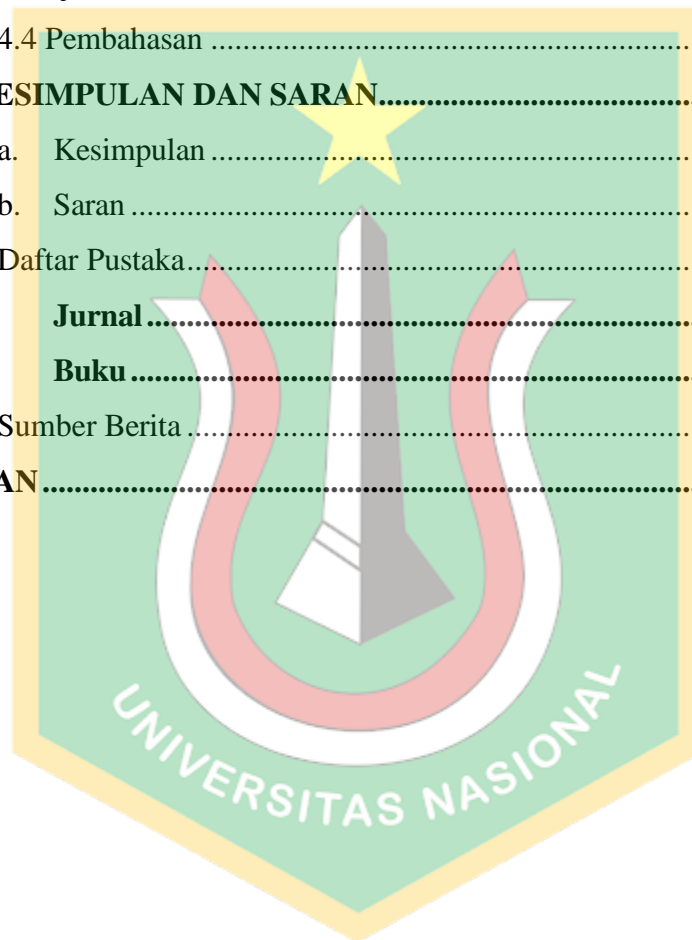 4.4 Pembahasan ..........................................................
ESIMPULAN DAN SARAN........................................
a. Kesimpulan ..........................................................
b. Saran ....................................................................
Daftar Pustaka...............................................................
Jurnal ....................................................................
Buku ......................................................................
Sumber Berita ...............................................................
AN ................................................................................
UNIVERSITAS NASIONAL